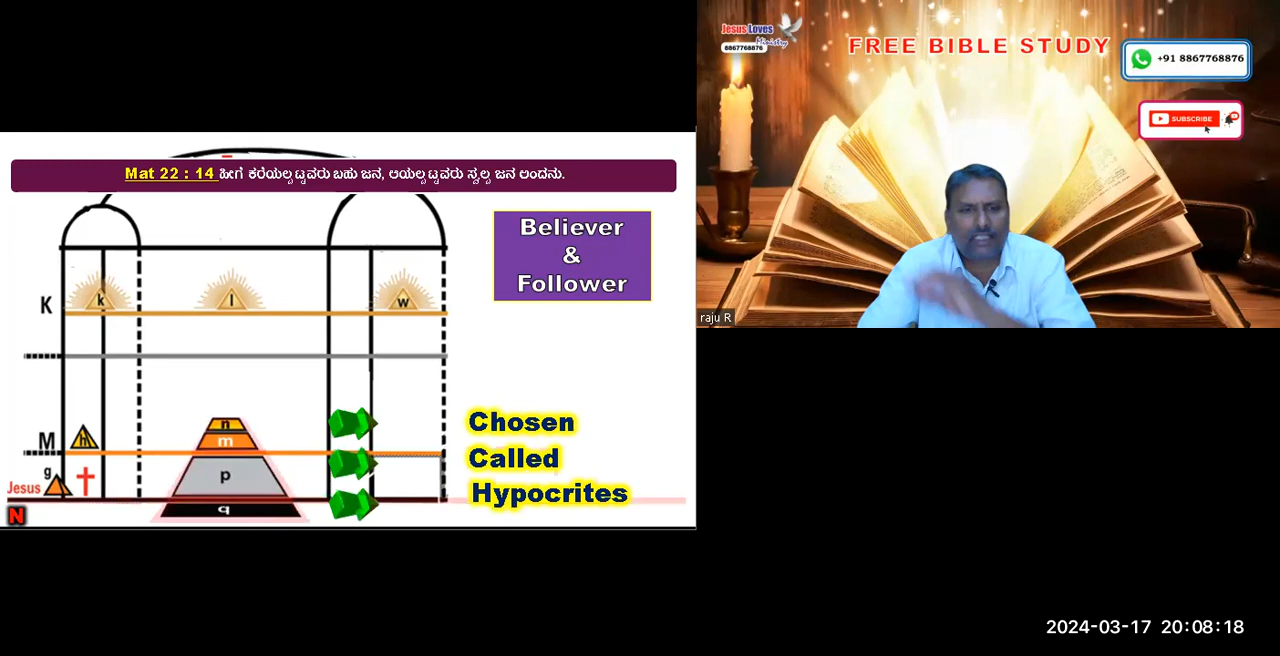 Mat 22 : 14 ಹೀಗೆ ಕರೆಯಲ್ಪಟ್ಟವರು ಬಹು ಜನ, ಆಯಲ್ಪಟ್ಟವರು ಸ್ವಲ್ಪ ಜನ ಅಂದನು.
Believer
&
Follower
K
k
l
w
n
M
h
m
g
p
Jesus
q
N
Chosen
Called
Hypocrites
Jesus Loves
Ministry
8867768876
FREE BIBLE STUDY
+91 8867768876
SUBSCRIBE
raju R
2024-03-17 20:08:18